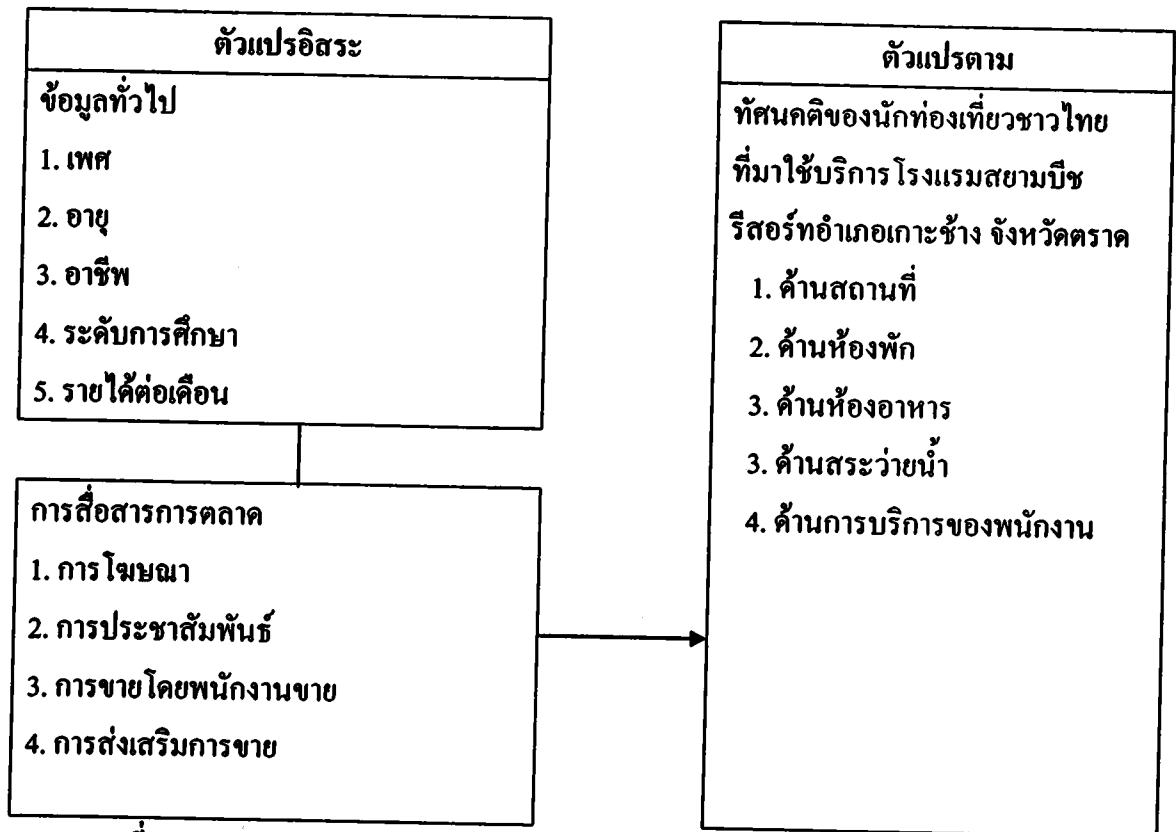 ตัวแปรอิสระ
ข้อมูลทั่วไป
1. เพศ
2. อายุ
3. อาชีพ
4. ระดับการศึกษา
5. รายได้ต่อเดือน
การสื่อสารการตลาด
1. การโฆษณา
2. การประชาสัมพันธ์
3. การขายโดยพนักงานขาย
4. การส่งเสริมการขาย
ตัวแปรตาม
ทัศนคติของนักท่องเที่ยวชาวไทย
ที่มาใช้บริการโรงแรมสยามบีช
รีสอร์ทอำเภอเกาะช้าง จังหวัดตราด
1. ด้านสถานที่
2. ด้านห้องพัก
3. ด้านห้องอาหาร
3. ด้านสระว่ายน้ำ
4. ด้านการบริการของพนักงาน